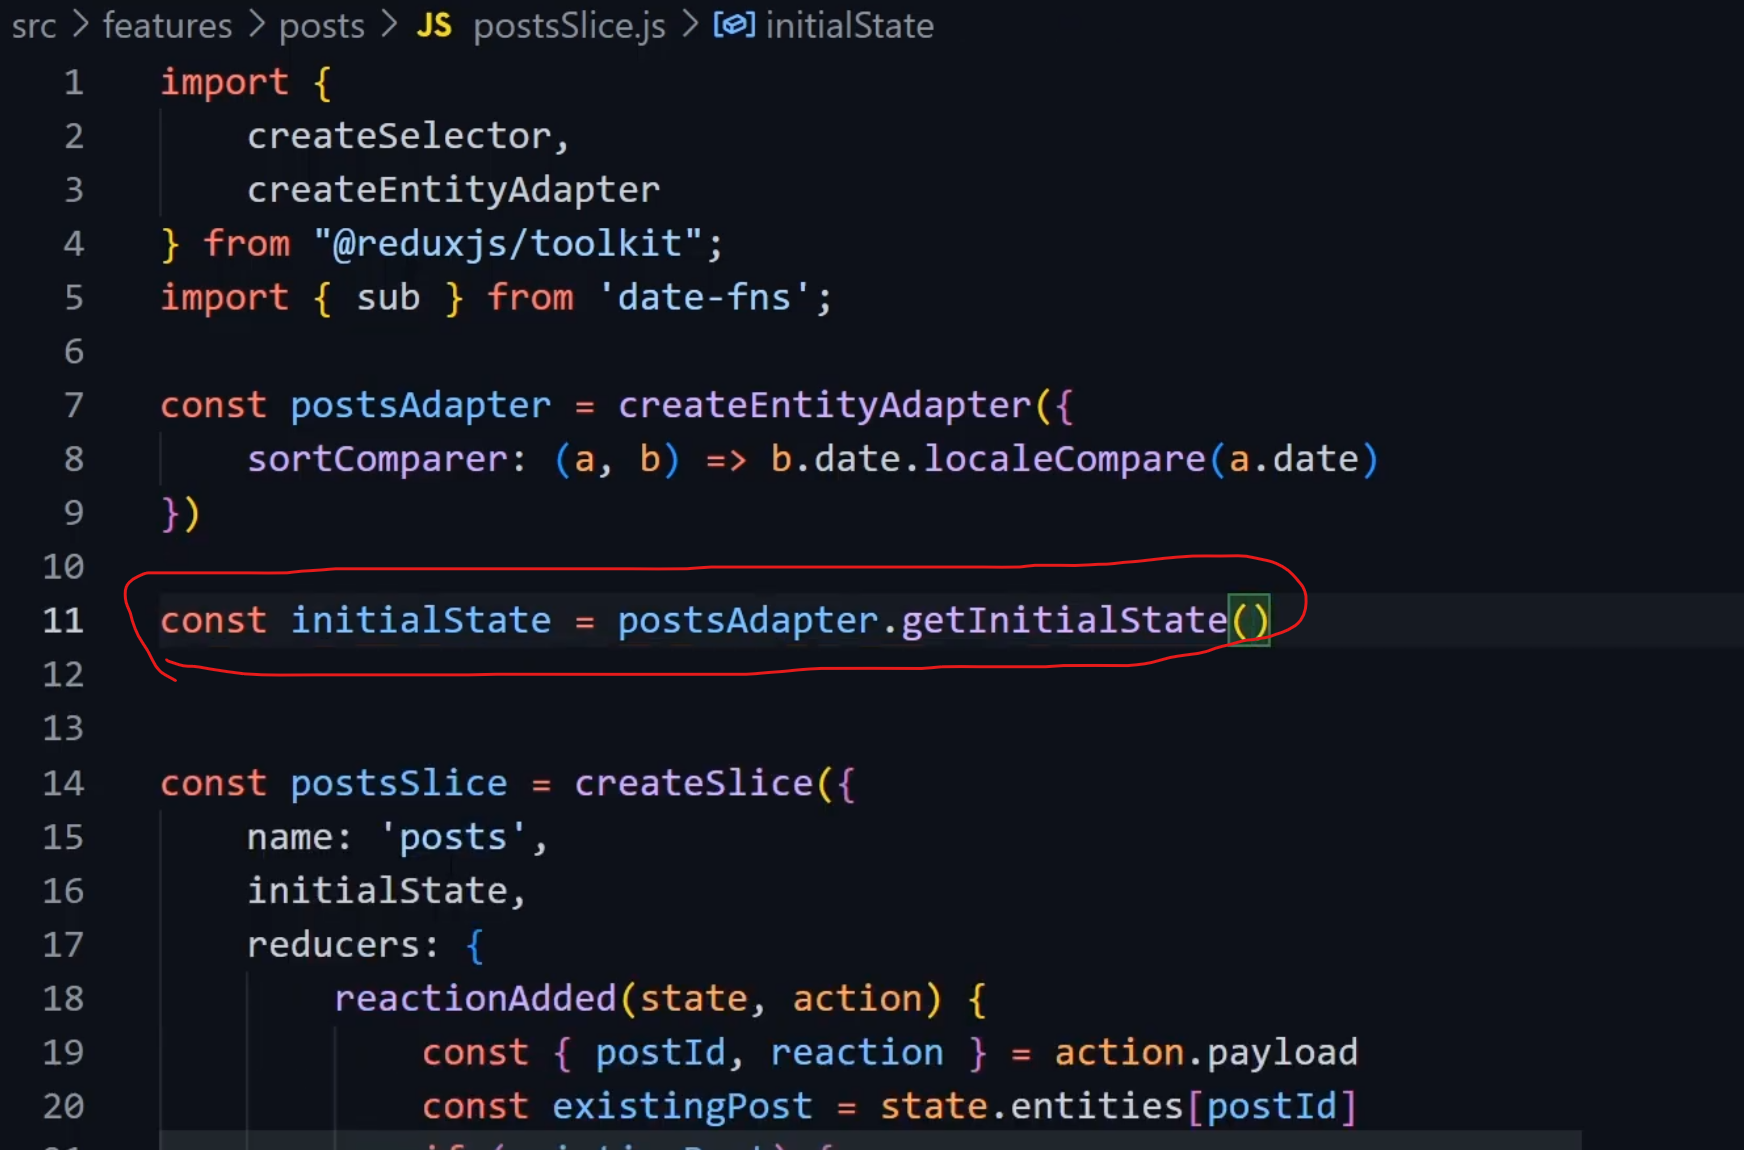 src > features > posts > JS postsSlice.js > initialState
1 import {
2 createSelector,
3 createEntityAdapter
4 } from "@reduxjs/toolkit";
5 import { sub } from 'date-fns';
6
7 const postsAdapter = createEntityAdapter({
8 sortComparer: (a, b) => b.date.localeCompare(a.date)
9 })
10
11 const initialState = postsAdapter.getInitialState()
12
13
14 const postsSlice = createSlice({
15 name: 'posts',
16 initialState,
17 reducers: {
18 reactionAdded(state, action) {
19 const { postId, reaction } = action.payload
20 const existingPost = state.entities[postId]